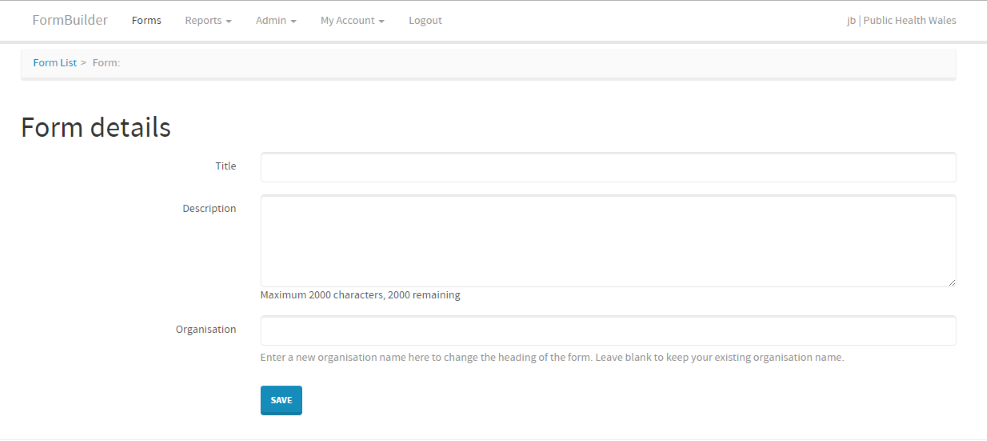 FormBuilder Forms Reports Admin My Account Logout jb | Public Health Wales
Form List > Form:
Form details
Title
Description
Maximum 2000 characters, 2000 remaining
Organisation
Enter a new organisation name here to change the heading of the form. Leave blank to keep your existing organisation name.
SAVE